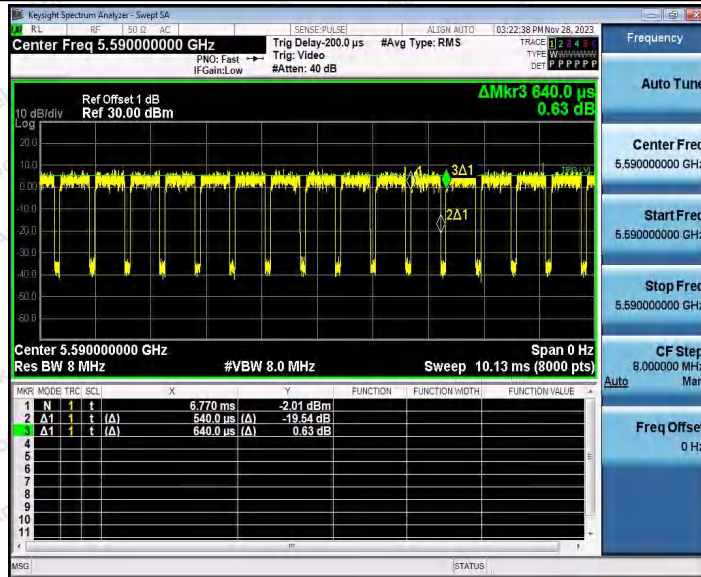 Keysight Spectrum Analyzer - Swept SA
RL RF 50 Ω AC SENSE:PULSE ALIGN AUTO 03:22:38 PM Nov 28, 2023
Center Freq 5.590000000 GHz
PNO: Fast
IFGain:Low
Trig Delay-200.0 µs
Trig: Video
#Atten: 40 dB
#Avg Type: RMS
TRACE 1 2 3 4 5 6
TYPE
DET P P P P P P
Ref Offset 1 dB
Ref 30.00 dBm
10 dB/div
Log
ΔMkr3 640.0 µs
0.63 dB
20.0
10.0
0.00
-10.0
-20.0
-30.0
-40.0
-50.0
-60.0
TRIG LVL
3Δ1
2Δ1
Center 5.590000000 GHz
Res BW 8 MHz
#VBW 8.0 MHz
Span 0 Hz
Sweep 10.13 ms (8000 pts)
MKR MODE TRC SCL X Y FUNCTION FUNCTION WIDTH FUNCTION VALUE
1 N 1 t 6.770 ms -2.01 dBm
2 Δ1 1 t (Δ) 540.0 µs (Δ) -19.54 dB
3 Δ1 1 t (Δ) 640.0 µs (Δ) 0.63 dB
4
5
6
7
8
9
10
11
MSG
STATUS
Frequency
Auto Tune
Center Freq
5.590000000 GHz
Start Freq
5.590000000 GHz
Stop Freq
5.590000000 GHz
CF Step
8.000000 MHz
Auto Man
Freq Offset
0 Hz